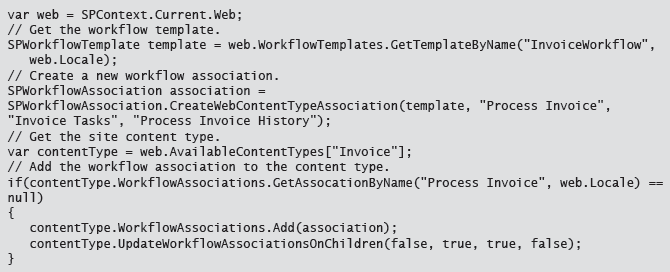 var web = SPContext.Current.Web;
// Get the workflow template.
SPWorkflowTemplate template = web.WorkflowTemplates.GetTemplateByName("InvoiceWorkflow",
   web.Locale);
// Create a new workflow association.
SPWorkflowAssociation association =
SPWorkflowAssociation.CreateWebContentTypeAssociation(template, "Process Invoice",
"Invoice Tasks", "Process Invoice History");
// Get the site content type.
var contentType = web.AvailableContentTypes["Invoice"];
// Add the workflow association to the content type.
if(contentType.WorkflowAssociations.GetAssocationByName("Process Invoice", web.Locale) ==
null)
{
   contentType.WorkflowAssociations.Add(association);
   contentType.UpdateWorkflowAssociationsOnChildren(false, true, true, false);
}